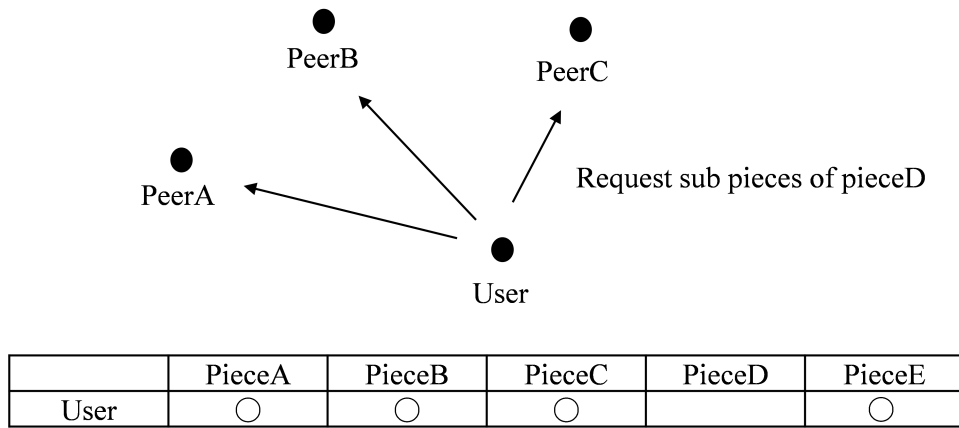 PeerB
PeerC
PeerA
Request sub pieces of pieceD
User
PieceA PieceB PieceC PieceD PieceE
User ○ ○ ○ ○